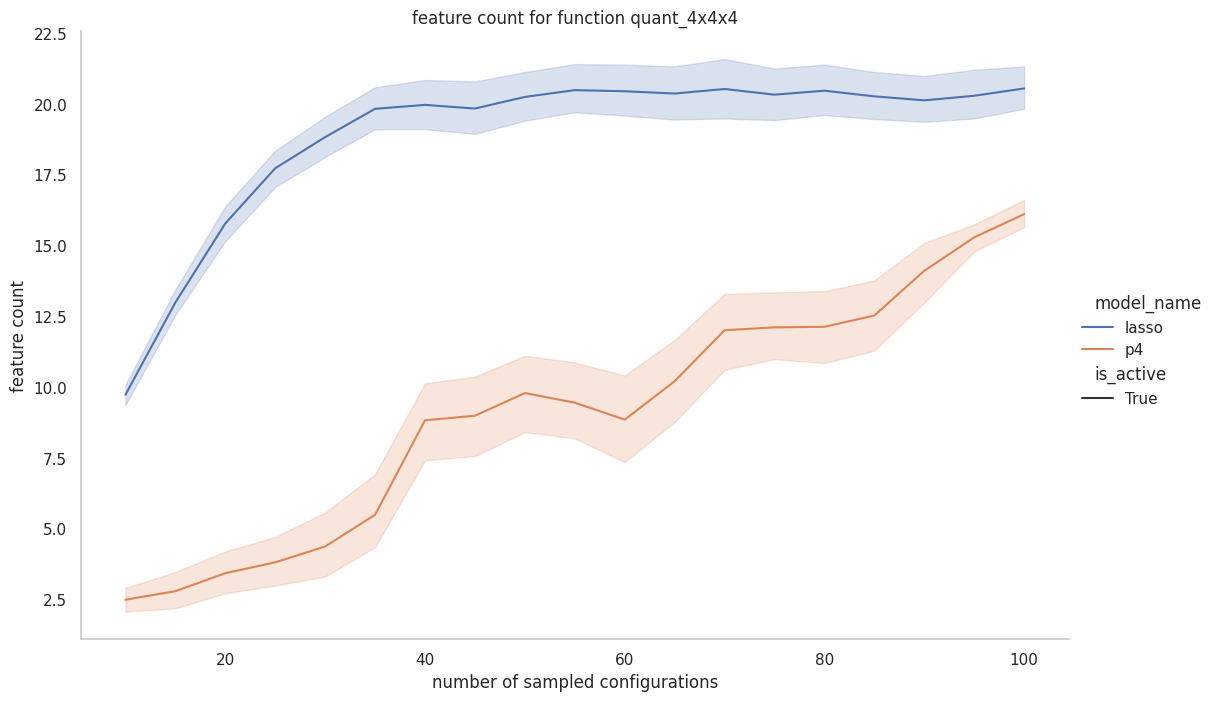 feature count for function quant_4x4x4
22.5
20.0
17.5
15.0
12.5
10.0
7.5
5.0
2.5
feature count
20
40
60
80
100
number of sampled configurations
model_name
lasso
p4
is_active
True